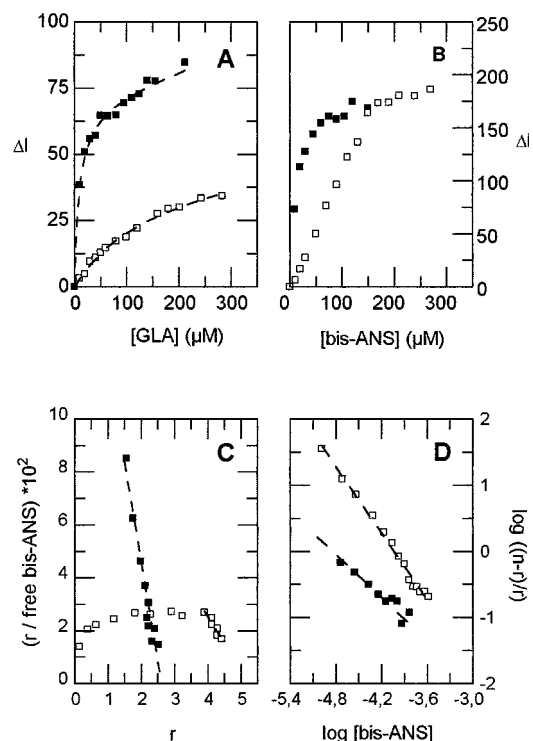 100
75
50
25
0
ΔI
A
0 100 200 300
[GLA] (μM)
B
250
200
150
100
50
0
ΔI
0 100 200 300
[bis-ANS] (μM)
10
8
6
4
2
0
(r / free bis-ANS) *10²
C
0 1 2 3 4 5
r
D
2
1
0
-1
-2
log ((n-r)/r)
-5,4 -4,8 -4,2 -3,6 -3,0
log [bis-ANS]